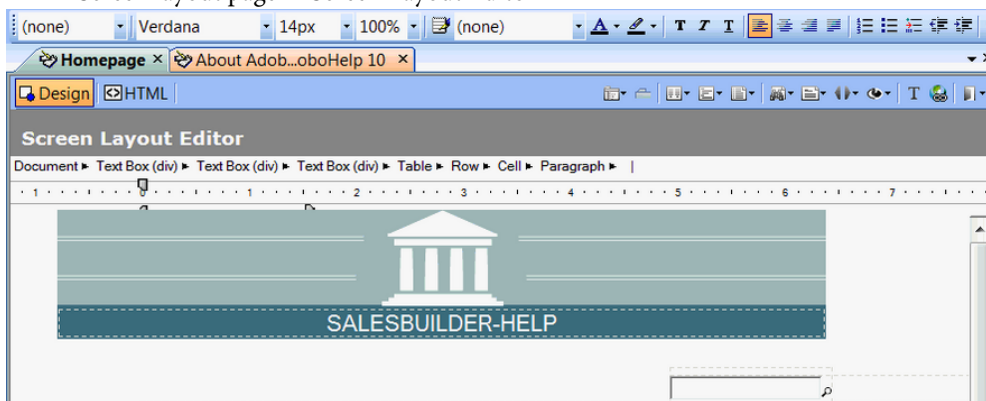 (none) Verdana 14px 100% (none) A T T I
Homepage × About Adob...oboHelp 10 ×
Design HTML T
Screen Layout Editor
Document Text Box (div) Text Box (div) Text Box (div) Table Row Cell Paragraph
1 1 2 3 4 5 6 7
SALESBUILDER-HELP